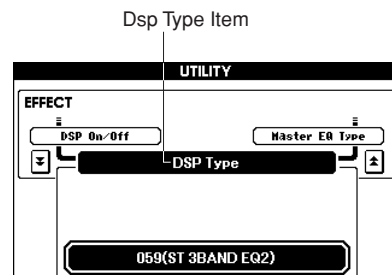 Dsp Type Item
UTILITY
EFFECT
DSP On/Off
Master EQ Type
DSP Type
059(ST 3BAND EQ2)